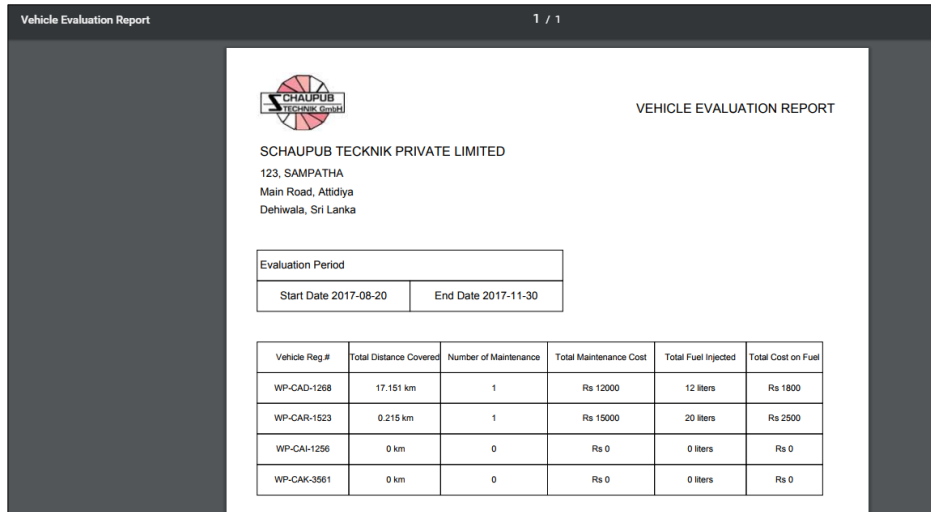 Vehicle Evaluation Report 1 / 1
SCHAUPUB
TECHNIK GmbH
VEHICLE EVALUATION REPORT
SCHAUPUB TECKNIK PRIVATE LIMITED
123, SAMPATHA
Main Road, Attidiya
Dehiwala, Sri Lanka
Evaluation Period
Start Date 2017-08-20 End Date 2017-11-30
Vehicle Reg.# Total Distance Covered Number of Maintenance Total Maintenance Cost Total Fuel Injected Total Cost on Fuel
WP-CAD-1268 17.151 km 1 Rs 12000 12 liters Rs 1800
WP-CAR-1523 0.215 km 1 Rs 15000 20 liters Rs 2500
WP-CAI-1256 0 km 0 Rs 0 0 liters Rs 0
WP-CAK-3561 0 km 0 Rs 0 0 liters Rs 0